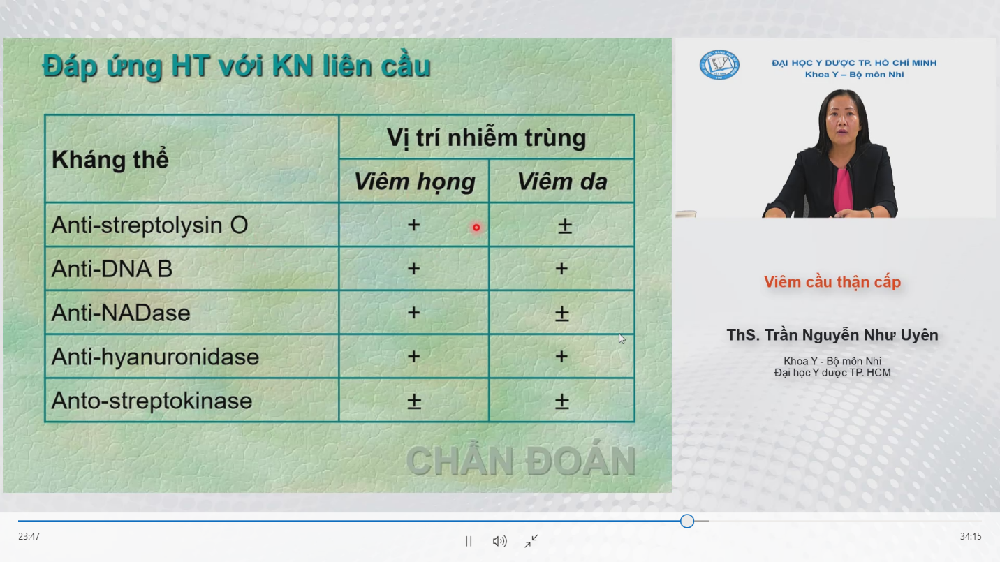 Đáp ứng HT với KN liên cầu
Kháng thể
Vị trí nhiễm trùng
Viêm họng
Viêm da
Anti-streptolysin O + ±
Anti-DNA B + +
Anti-NADase + ±
Anti-hyanuronidase + +
Anto-streptokinase ± ±
CHẨN ĐOÁN
ĐẠI HỌC Y DƯỢC TP. HỒ CHÍ MINH
Khoa Y – Bộ môn Nhi
Viêm cầu thận cấp
ThS. Trần Nguyễn Như Uyên
Khoa Y - Bộ môn Nhi
Đại học Y dược TP. HCM
23:47
34:15